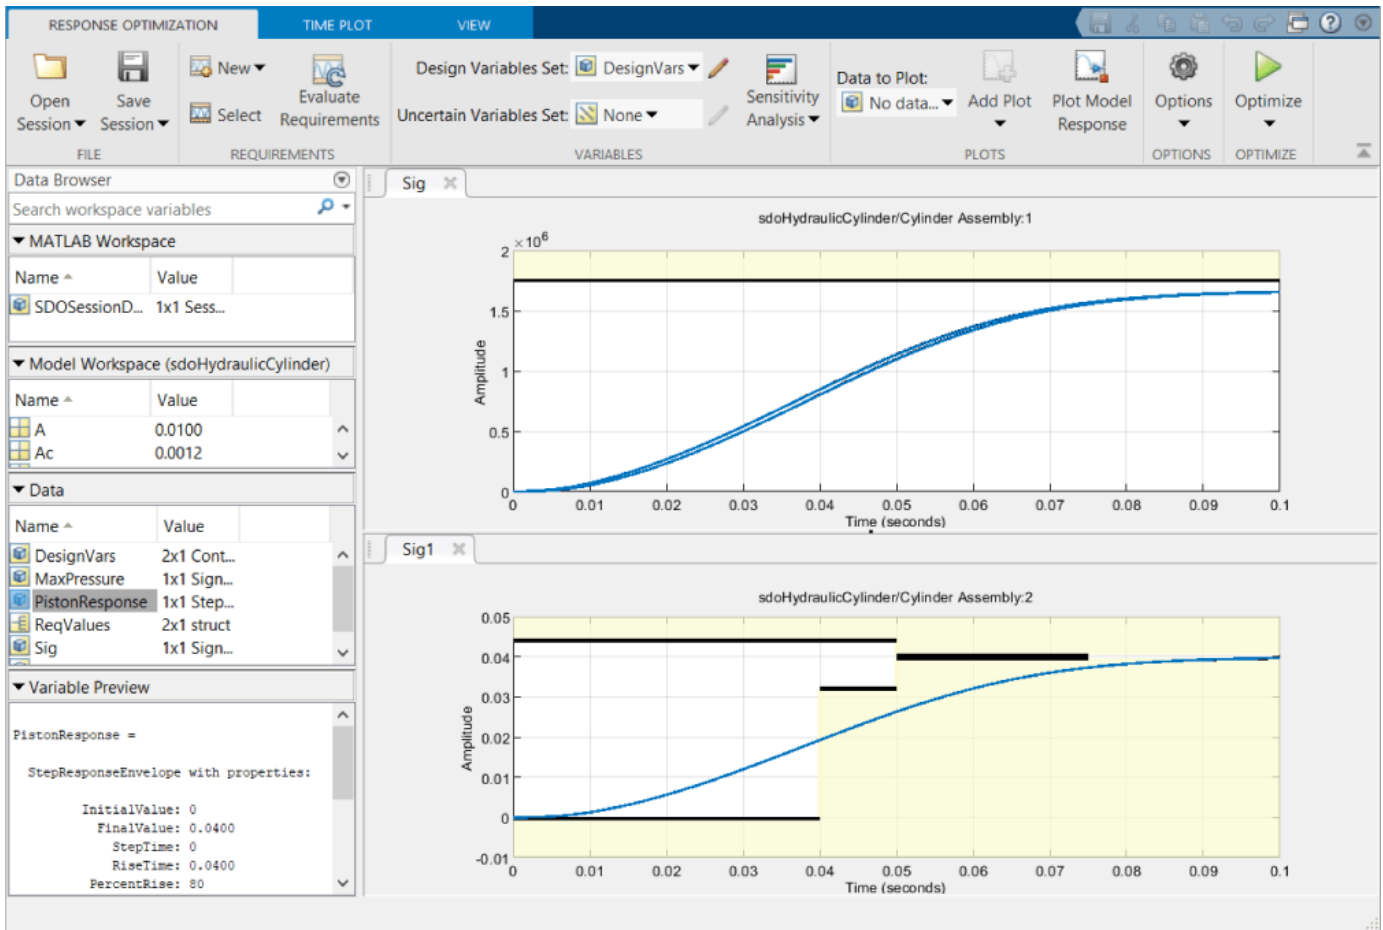 RESPONSE OPTIMIZATION TIME PLOT VIEW
Open Session Save Session New Select Evaluate Requirements Design Variables Set: DesignVars Uncertain Variables Set: None Sensitivity Analysis Data to Plot: No data... Add Plot Plot Model Response Options Optimize
FILE REQUIREMENTS VARIABLES PLOTS OPTIONS OPTIMIZE
Data Browser
Search workspace variables
MATLAB Workspace
Name Value
SDOSessionD... 1x1 Sess...
Model Workspace (sdoHydraulicCylinder)
Name Value
A 0.0100
Ac 0.0012
Data
Name Value
DesignVars 2x1 Cont...
MaxPressure 1x1 Sign...
PistonResponse 1x1 Step...
ReqValues 2x1 struct
Sig 1x1 Sign...
Variable Preview
PistonResponse =
StepResponseEnvelope with properties:
InitialValue: 0
FinalValue: 0.0400
StepTime: 0
RiseTime: 0.0400
PercentRise: 80
Sig
sdoHydraulicCylinder/Cylinder Assembly:1
×10^6
2
1.5
1
0.5
0
Amplitude
0 0.01 0.02 0.03 0.04 0.05 0.06 0.07 0.08 0.09 0.1
Time (seconds)
Sig1
sdoHydraulicCylinder/Cylinder Assembly:2
0.05
0.04
0.03
0.02
0.01
0
-0.01
Amplitude
0 0.01 0.02 0.03 0.04 0.05 0.06 0.07 0.08 0.09 0.1
Time (seconds)